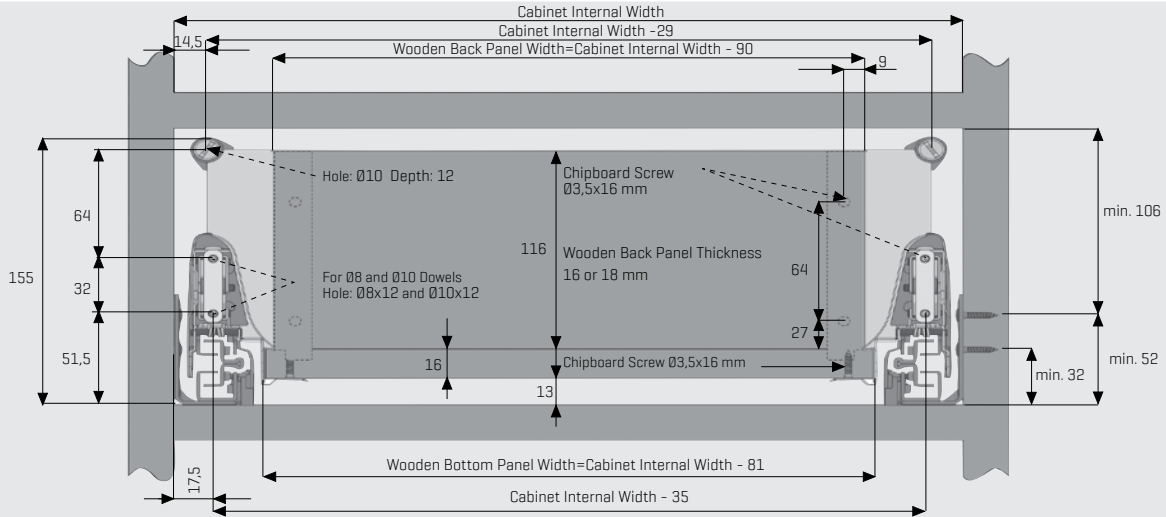 Cabinet Internal Width
Cabinet Internal Width -29
14,5
Wooden Back Panel Width=Cabinet Internal Width - 90
9
Hole: Ø10 Depth: 12
Chipboard Screw
Ø3,5x16 mm
64
min. 106
116
Wooden Back Panel Thickness
16 or 18 mm
155
32
For Ø8 and Ø10 Dowels
Hole: Ø8x12 and Ø10x12
64
27
51,5
16
Chipboard Screw Ø3,5x16 mm
min. 52
min. 32
13
Wooden Bottom Panel Width=Cabinet Internal Width - 81
17,5
Cabinet Internal Width - 35